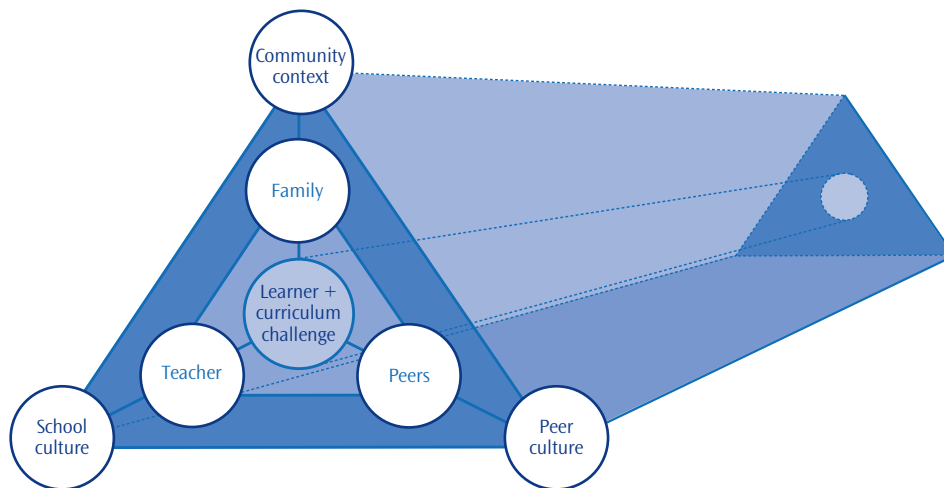 Community
context
Family
Learner +
curriculum
challenge
Teacher
Peers
School
culture
Peer
culture